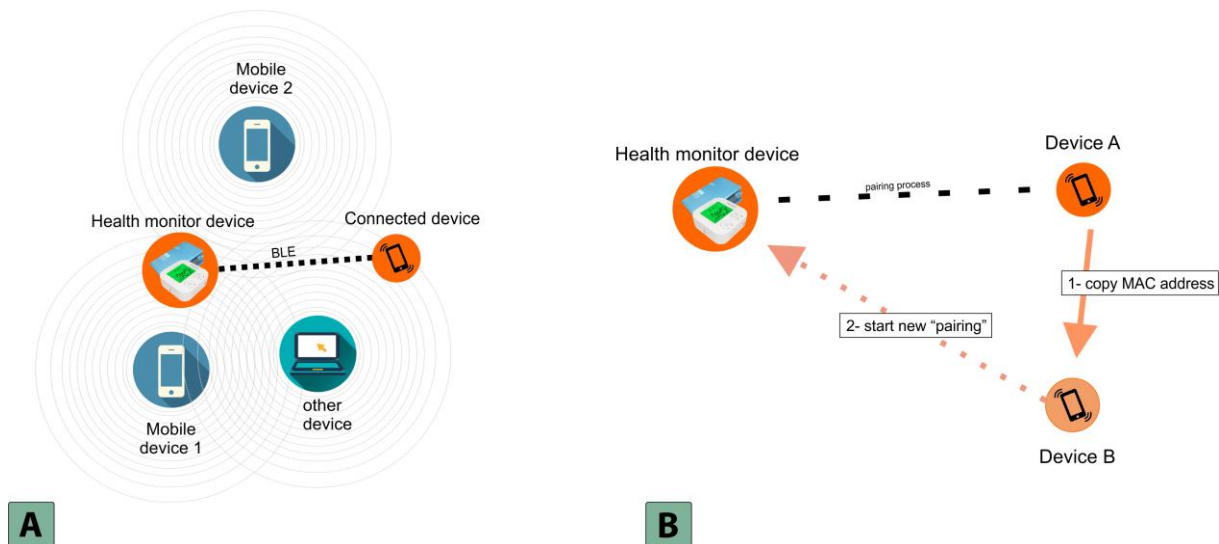 Mobile
device 2
Health monitor device
Connected device
BLE
Mobile
device 1
other
device
A
Health monitor device
Device A
pairing process
1- copy MAC address
2- start new “pairing”
Device B
B